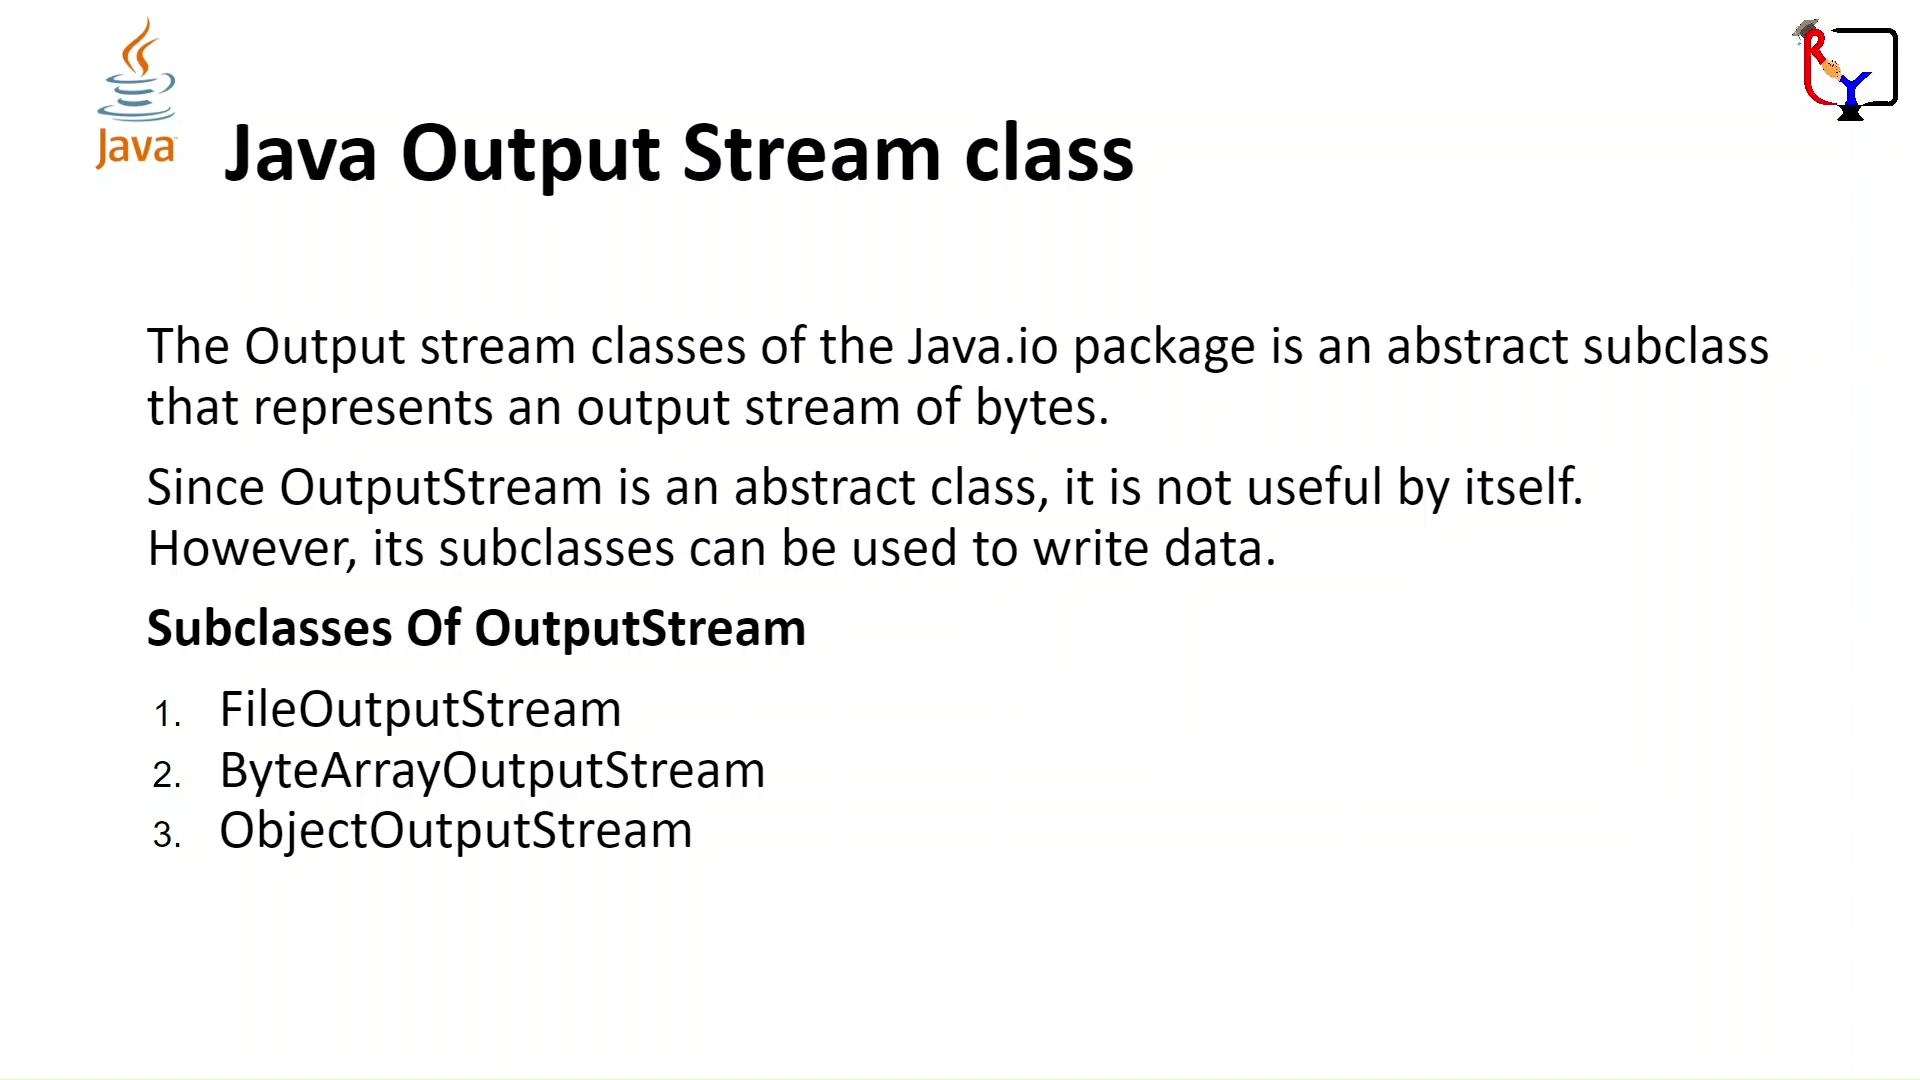 Java
Java Output Stream class
RY
The Output stream classes of the Java.io package is an abstract subclass
that represents an output stream of bytes.
Since OutputStream is an abstract class, it is not useful by itself.
However, its subclasses can be used to write data.
Subclasses Of OutputStream
1. FileOutputStream
2. ByteArrayOutputStream
3. ObjectOutputStream